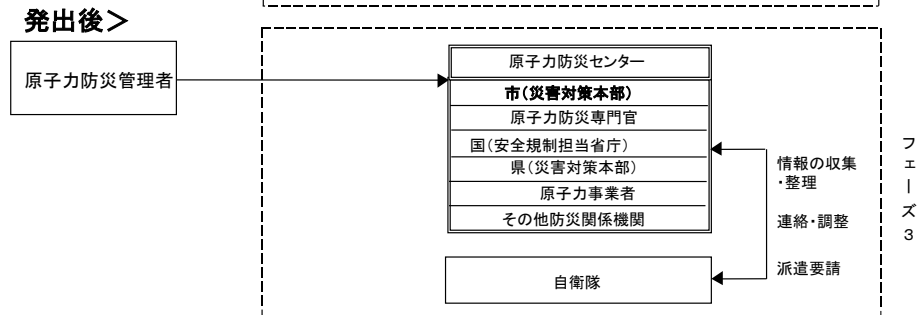 発出後＞
原子力防災管理者
原子力防災センター
市(災害対策本部)
原子力防災専門官
国(安全規制担当省庁)
県(災害対策本部)
原子力事業者
その他防災関係機関
情報の収集
・整理
連絡・調整
派遣要請
自衛隊
フェーズ３